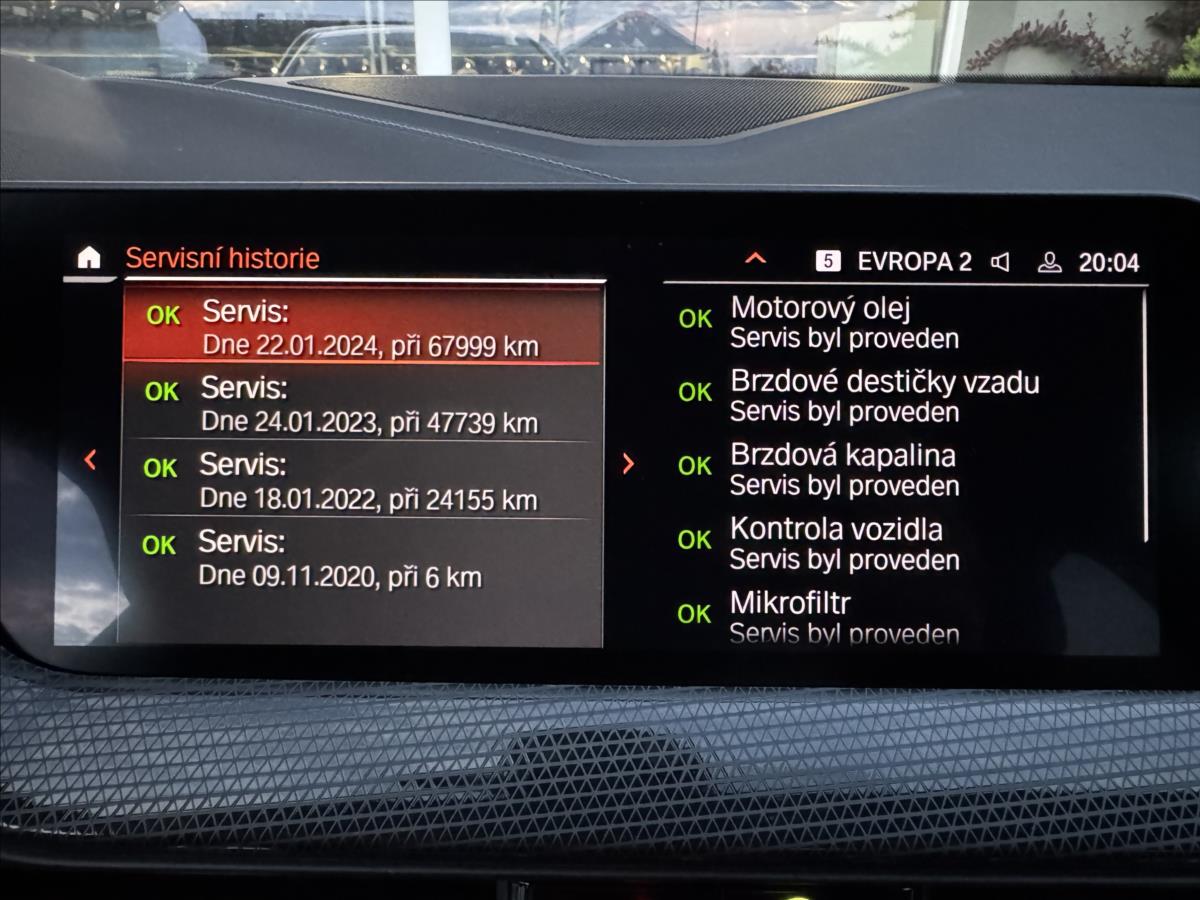 Servisní historie
5 EVROPA 2 20:04
OK Servis:
Dne 22.01.2024, při 67999 km
OK Servis:
Dne 24.01.2023, při 47739 km
OK Servis:
Dne 18.01.2022, při 24155 km
OK Servis:
Dne 09.11.2020, při 6 km
OK Motorový olej
Servis byl proveden
OK Brzdové destičky vzadu
Servis byl proveden
OK Brzdová kapalina
Servis byl proveden
OK Kontrola vozidla
Servis byl proveden
OK Mikrofiltr
Servis byl proveden